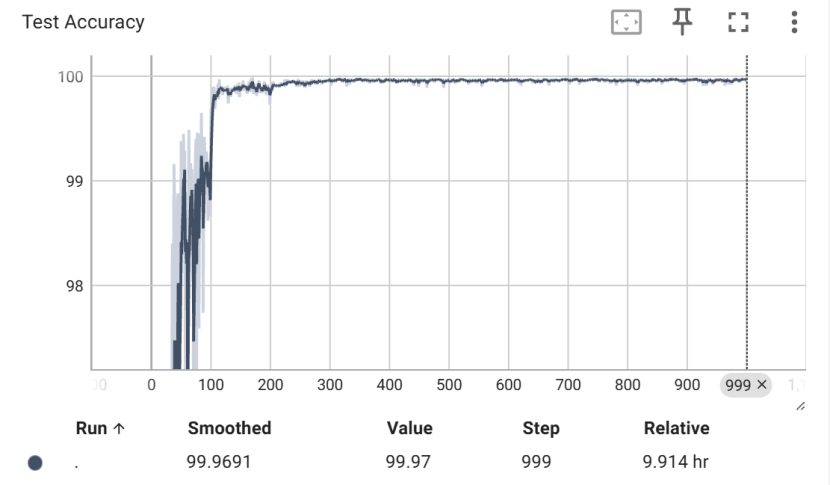 Test Accuracy
100
99
98
0 100 200 300 400 500 600 700 800 900 999 ×
Run ↑ Smoothed Value Step Relative
. 99.9691 99.97 999 9.914 hr